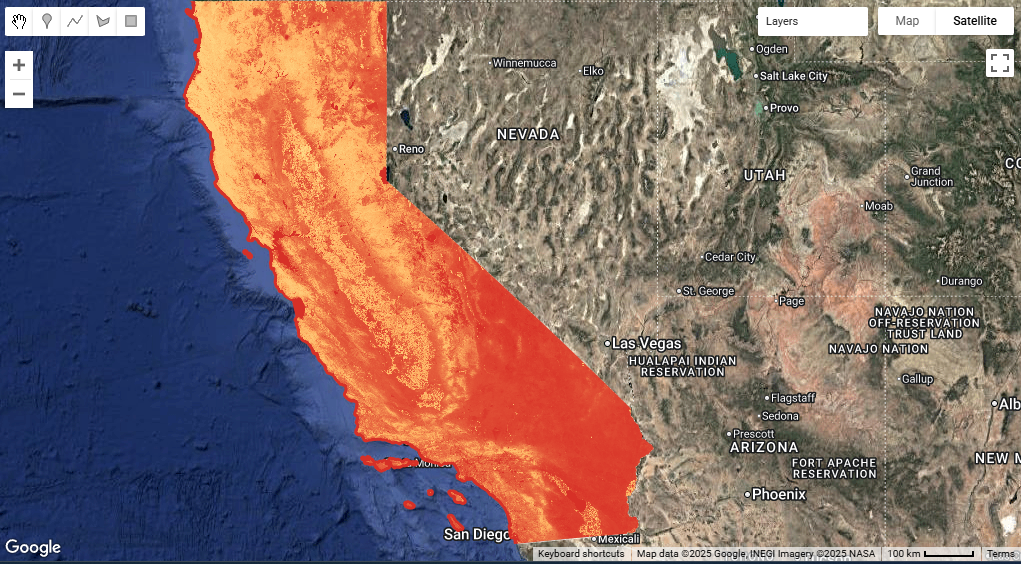 Layers
Map
Satellite
Ogden
Winnemucca
Elko
Salt Lake City
Provo
NEVADA
Reno
UTAH
Grand
Junction
CO
Moab
Cedar City
Durango
St. George
Page
NAVAJO NATION
OFF-RESERVATION
TRUST LAND
Las Vegas
NAVAJO NATION
HUALAPAI INDIAN
RESERVATION
Gallup
Flagstaff
Alb
Sedona
Prescott
ARIZONA
NEW M
FORT APACHE
RESERVATION
Phoenix
San Diego
Mexicali
Google
Keyboard shortcuts
Map data ©2025 Google, INEGI Imagery ©2025 NASA
100 km
Terms